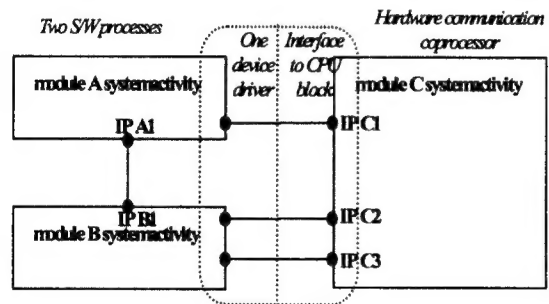 Two S/W processes
One device driver
Interface to CPU block
Hardware communication coprocessor
module A systemactivity
IP A1
module C systemactivity
IP C1
IP B1
module B systemactivity
IP C2
IP C3